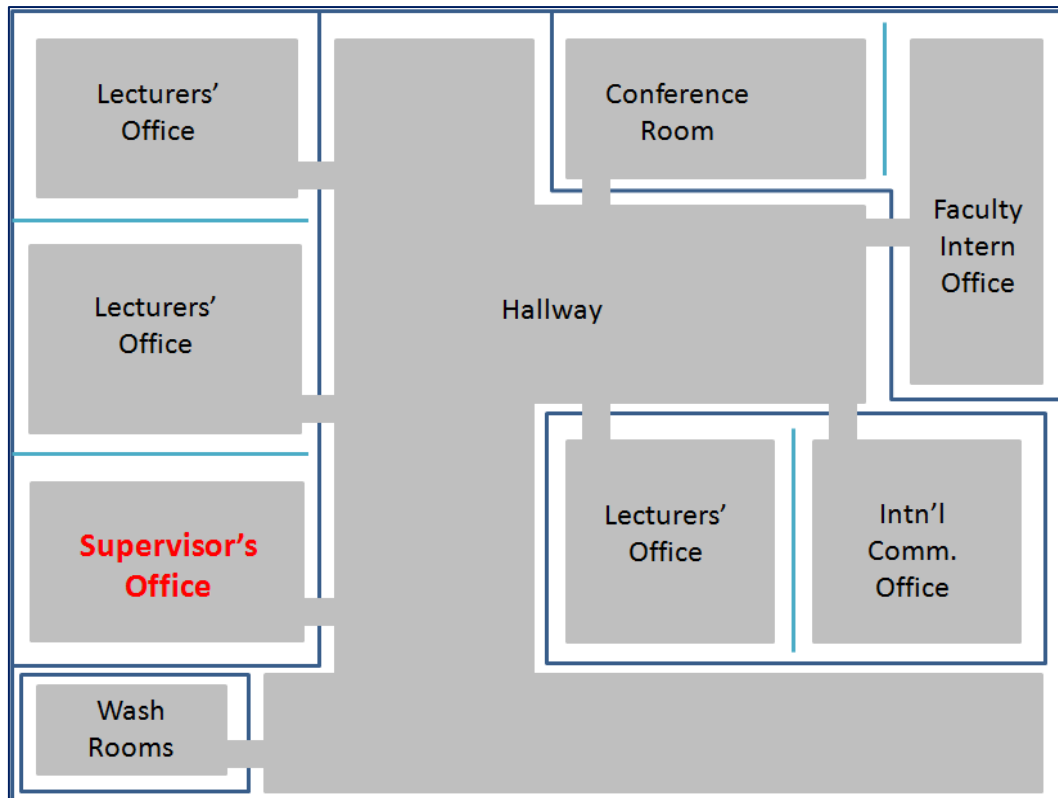 Lecturers’
Office
Conference
Room
Faculty
Intern
Office
Lecturers’
Office
Hallway
Supervisor’s
Office
Lecturers’
Office
Intn’l
Comm.
Office
Wash
Rooms